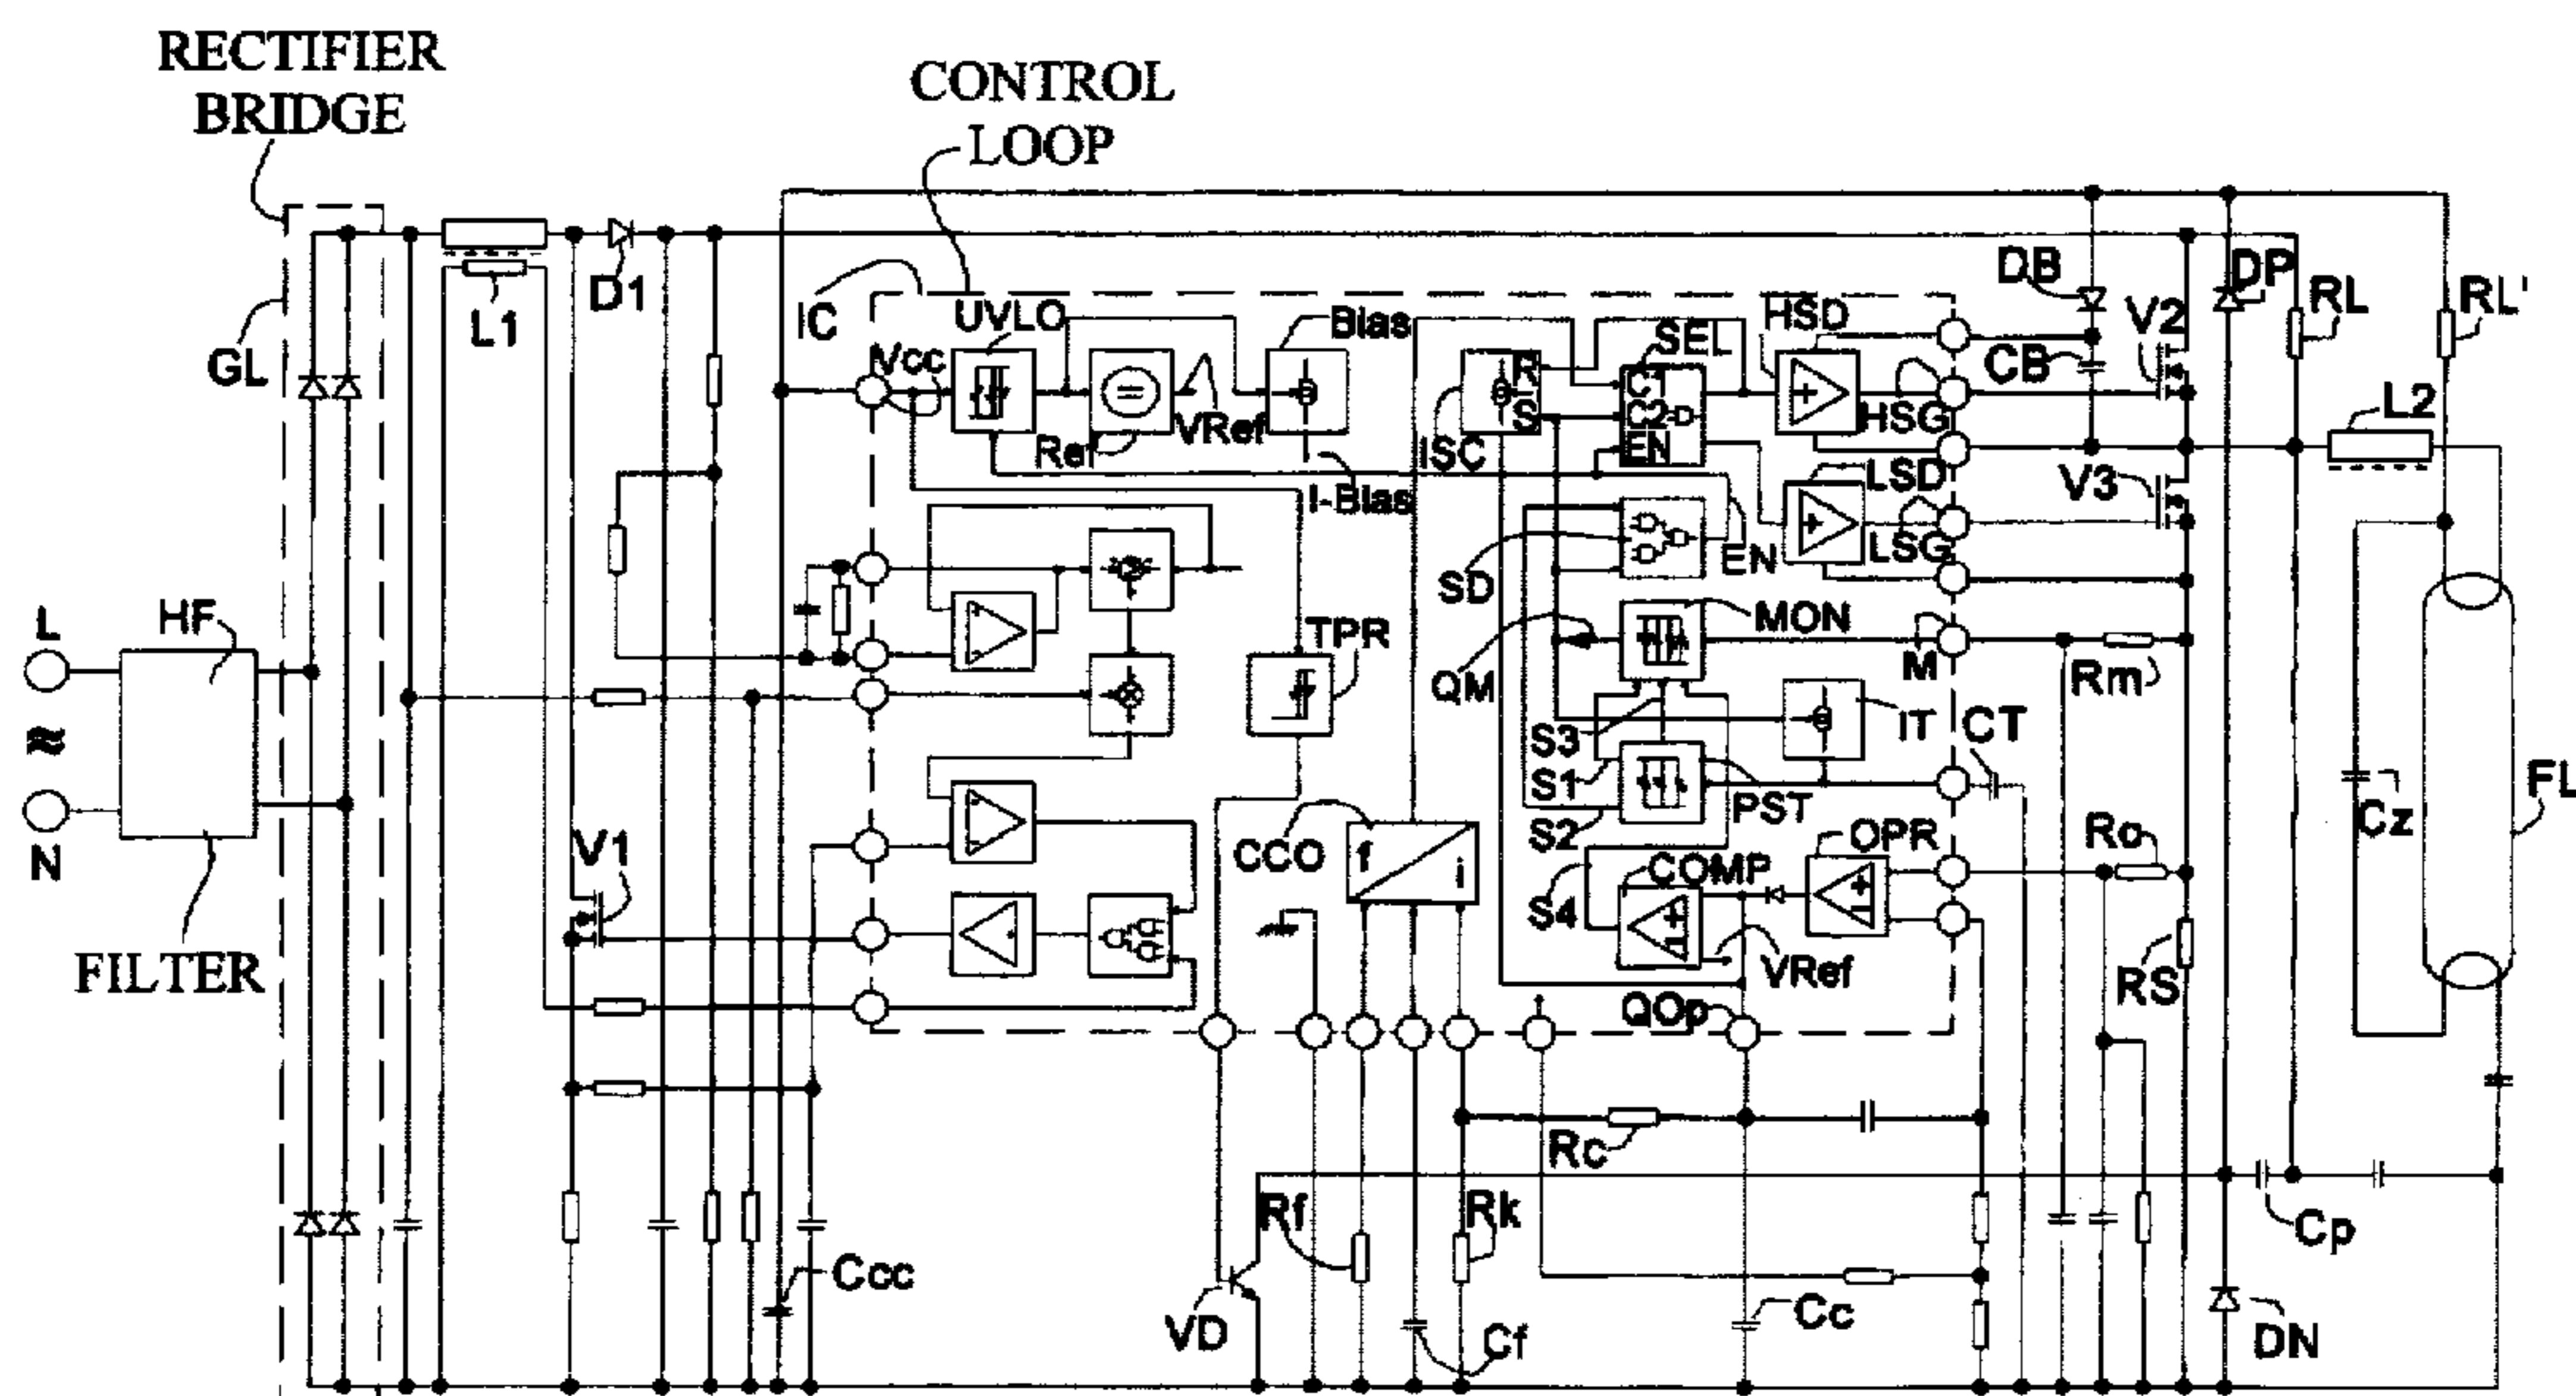 RECTIFIER
BRIDGE
CONTROL
LOOP
GL
L1
D1
IC
UVLO
Vcc
Ref
VRef
Bias
I-Bias
ISC
R
S
SEL
C1
C2
EN
HSD
HSG
DB
CB
V2
DP
RL
RL'
L2
LSD
LSG
V3
SD
EN
QM
MON
M
Rm
L
HF
≈
N
FILTER
TPR
S3
S1
S2
IT
CT
PST
CCO
f
i
S4
COMP
OPR
VRef
Ro
RS
Cz
FL
V1
QOp
Rc
Rf
Rk
Cp
Ccc
VD
Cf
Cc
DN